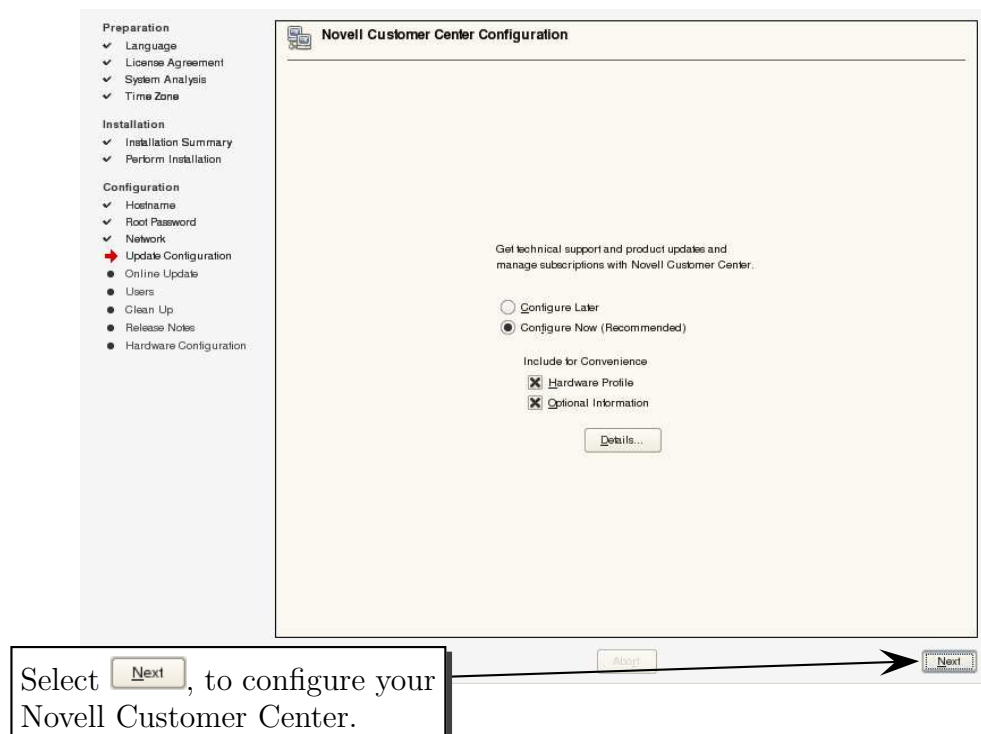 Preparation
Language
License Agreement
System Analysis
Time Zone
Installation
Installation Summary
Perform Installation
Configuration
Hostname
Root Password
Network
Update Configuration
Online Update
Users
Clean Up
Release Notes
Hardware Configuration
Novell Customer Center Configuration
Get technical support and product updates and
manage subscriptions with Novell Customer Center.
Configure Later
Configure Now (Recommended)
Include for Convenience
Hardware Profile
Optional Information
Details...
Abort
Next
Select Next, to configure your
Novell Customer Center.